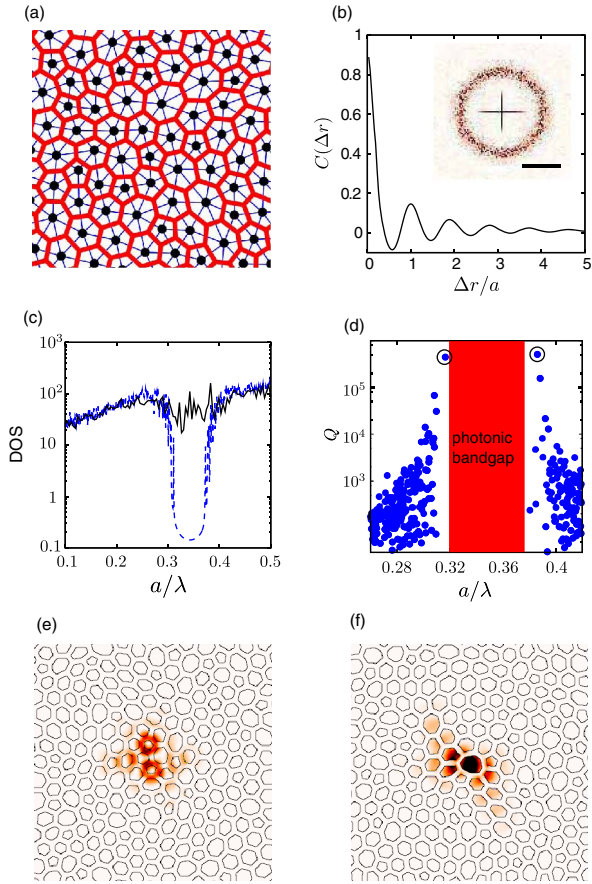 (a)
(b)
1
0.8
0.6
0.4
0.2
0
C(Δr)
0
1
2
3
4
5
Δr/a
(c)
10³
10²
10
1
0.1
DOS
0.1
0.2
0.3
0.4
0.5
a/λ
(d)
10⁵
10⁴
10³
Q
photonic
bandgap
0.28
0.32
0.36
0.4
a/λ
(e)
(f)